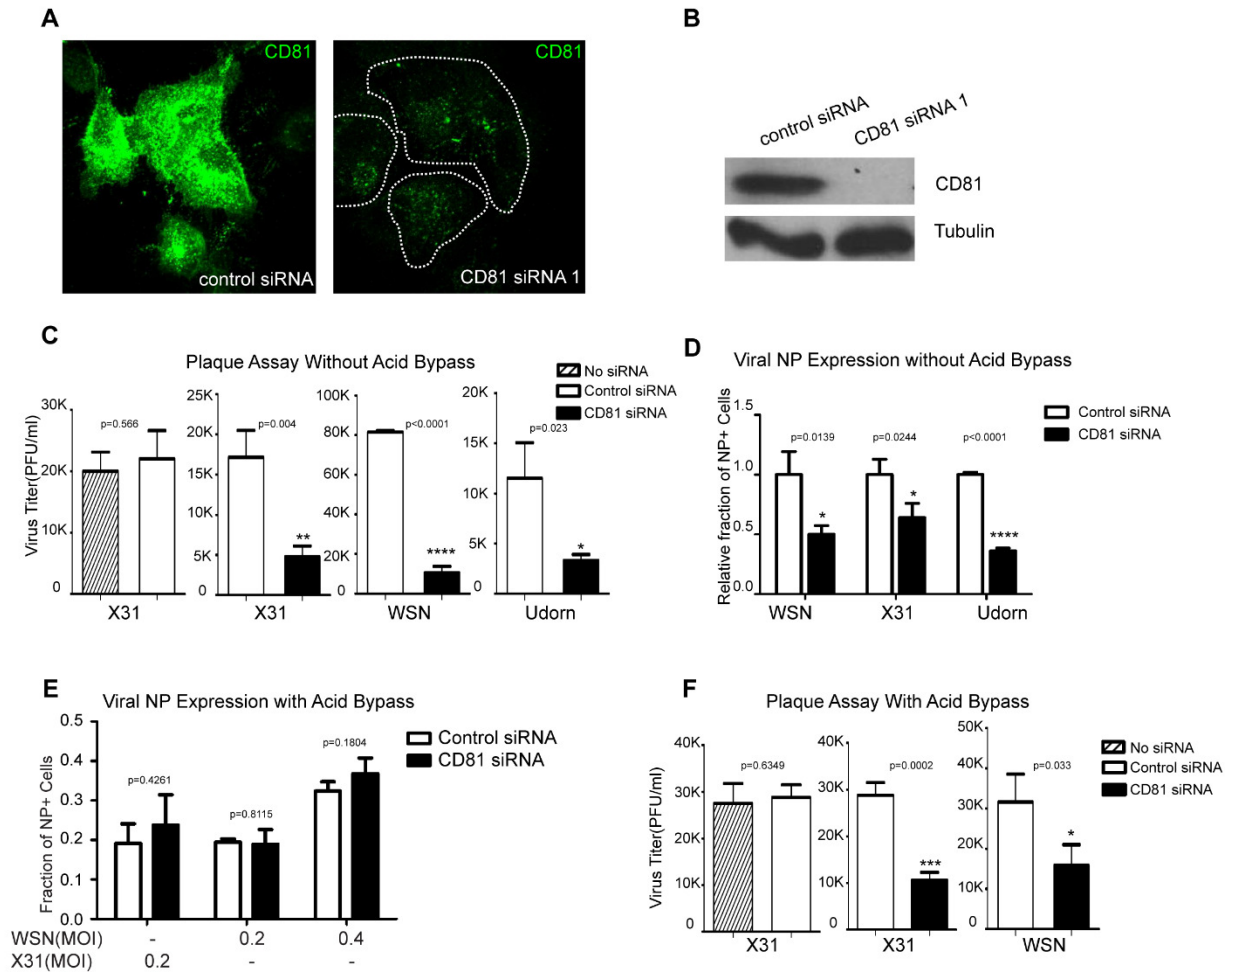 A
CD81
control siRNA
CD81
CD81 siRNA 1
B
control siRNA
CD81 siRNA 1
CD81
Tubulin
C
Plaque Assay Without Acid Bypass
No siRNA
Control siRNA
CD81 siRNA
Virus Titer(PFU/ml)
30K
20K
10K
0
p=0.566
X31
25K
20K
15K
10K
5K
0
p=0.004
**
X31
100K
80K
60K
40K
20K
0
p<0.0001
****
WSN
20K
15K
10K
5K
0
p=0.023
*
Udorn
D
Viral NP Expression without Acid Bypass
Control siRNA
CD81 siRNA
Relative fraction of NP+ Cells
1.5
1.0
0.5
0.0
p=0.0139
p=0.0244
p<0.0001
*
*
****
WSN
X31
Udorn
E
Viral NP Expression with Acid Bypass
Control siRNA
CD81 siRNA
Fraction of NP+ Cells
0.5
0.4
0.3
0.2
0.1
0.0
p=0.4261
p=0.8115
p=0.1804
WSN(MOI) - 0.2 0.4
X31(MOI) 0.2 - -
F
Plaque Assay With Acid Bypass
No siRNA
Control siRNA
CD81 siRNA
Virus Titer(PFU/ml)
40K
30K
20K
10K
0
p=0.6349
X31
40K
30K
20K
10K
0
p=0.0002
***
X31
50K
40K
30K
20K
10K
0
p=0.033
*
WSN